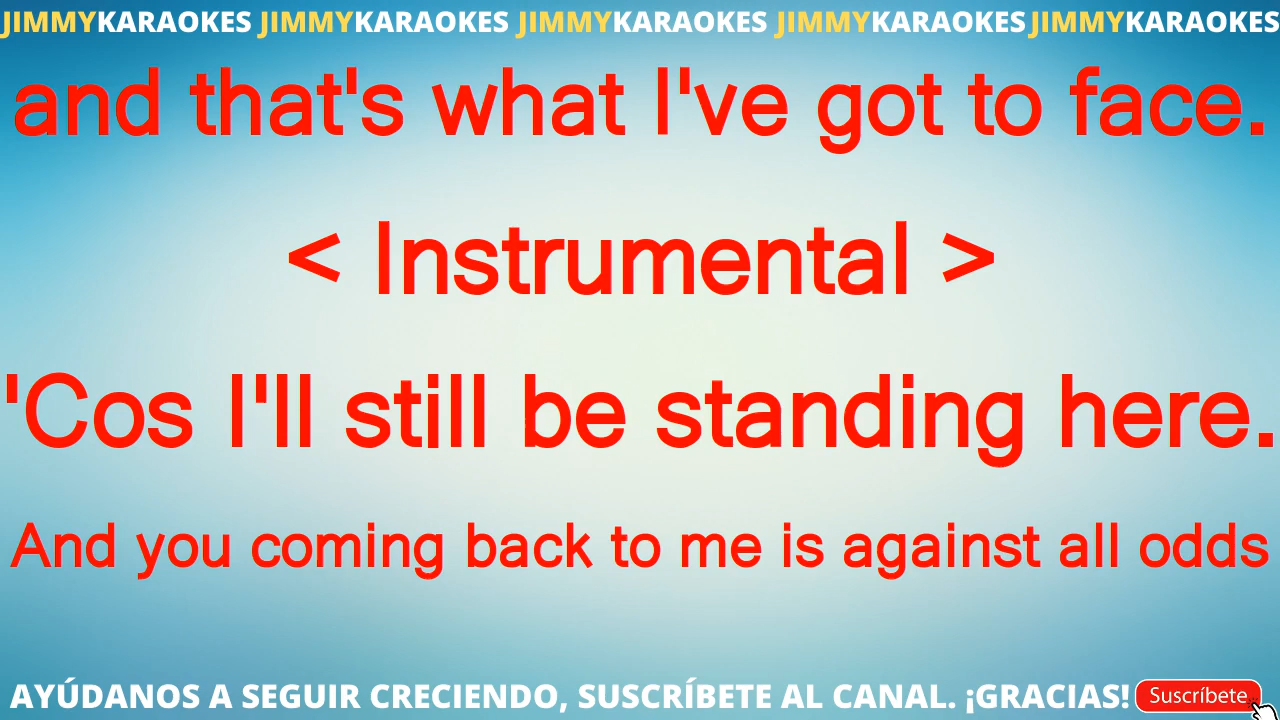 JIMMYKARAOKES JIMMYKARAOKES JIMMYKARAOKES JIMMYKARAOKES JIMMYKARAOKES
and that's what I've got to face.
< Instrumental >
'Cos I'll still be standing here.
And you coming back to me is against all odds
AYÚDANOS A SEGUIR CRECIENDO, SUSCRÍBETE AL CANAL. ¡GRACIAS! Suscríbete